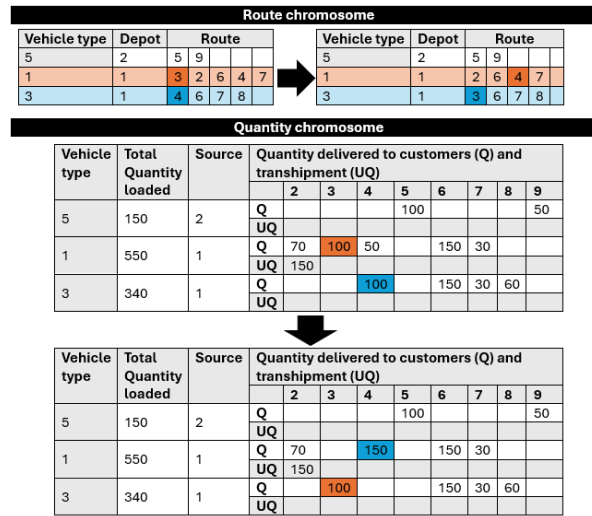 Route chromosome
Vehicle type Depot Route Vehicle type Depot Route
5 2 5 9 5 2 5 9
1 1 3 2 6 4 7 1 1 2 6 4 7
3 1 4 6 7 8 3 1 3 6 7 8
Quantity chromosome
Vehicle type Total Quantity loaded Source Quantity delivered to customers (Q) and transhipment (UQ)
2 3 4 5 6 7 8 9
5 150 2 Q 100 50
UQ
1 550 1 Q 70 100 50 150 30
UQ 150
3 340 1 Q 100 150 30 60
UQ
Vehicle type Total Quantity loaded Source Quantity delivered to customers (Q) and transhipment (UQ)
2 3 4 5 6 7 8 9
5 150 2 Q 100 50
UQ
1 550 1 Q 70 150 150 30
UQ 150
3 340 1 Q 100 150 30 60
UQ